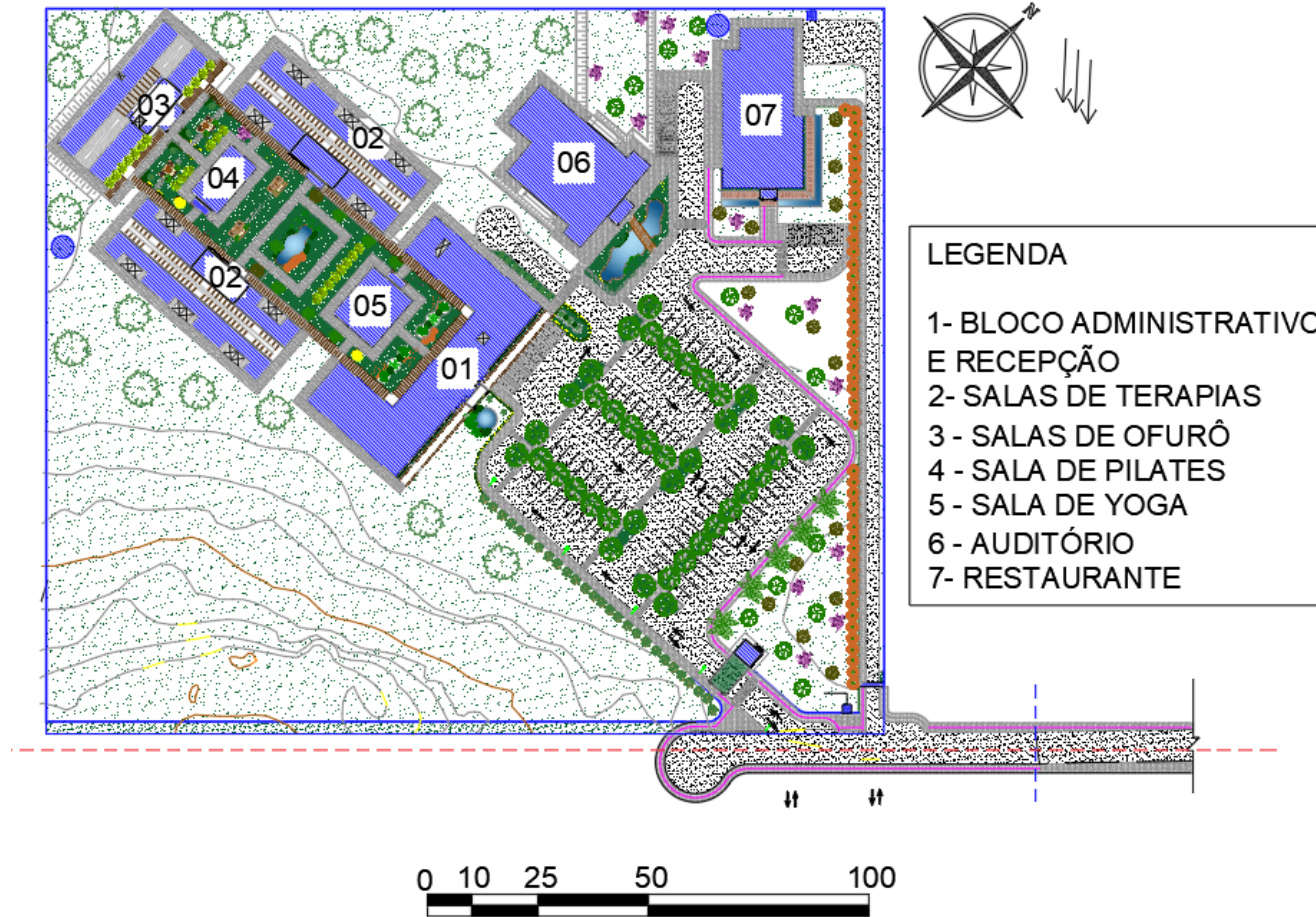 N
03
02
07
06
04
02
05
01
LEGENDA
1- BLOCO ADMINISTRATIVO
E RECEPÇÃO
2- SALAS DE TERAPIAS
3 - SALAS DE OFURÔ
4 - SALA DE PILATES
5 - SALA DE YOGA
6 - AUDITÓRIO
7- RESTAURANTE
0 10 25 50 100